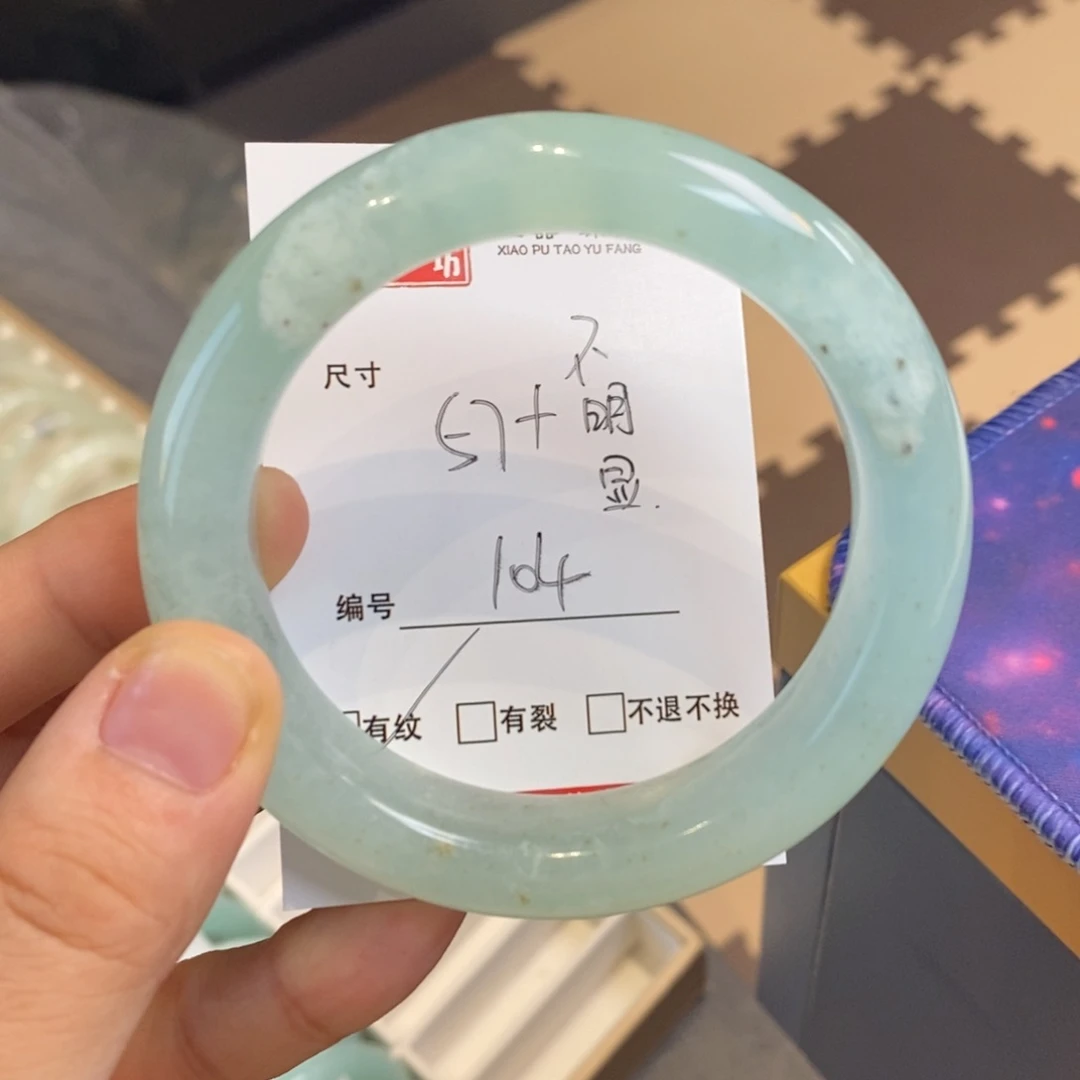 坊
XIAO PU TAO YU FANG
尺寸
57+
不
明
显.
编号 104
有纹 有裂 不退不换